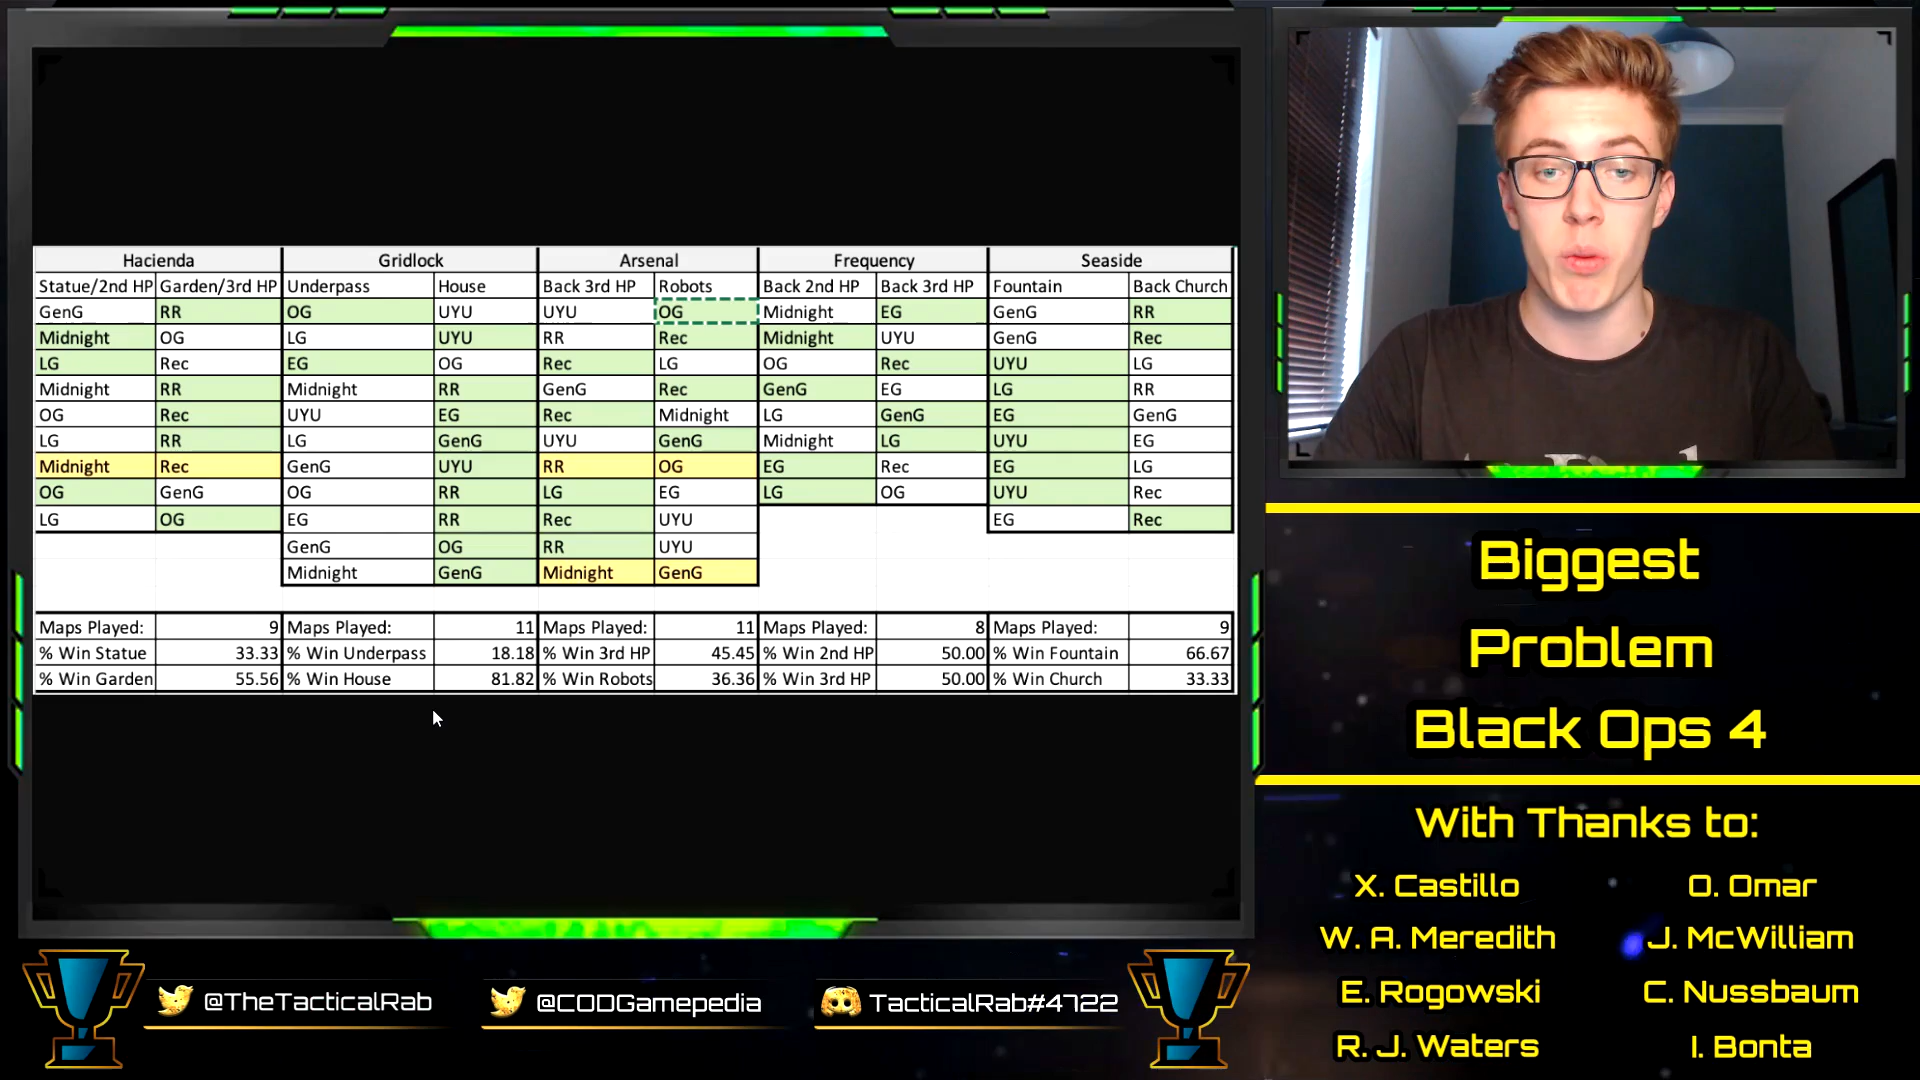 Hacienda Gridlock Arsenal Frequency Seaside
Statue/2nd HP Garden/3rd HP Underpass House Back 3rd HP Robots Back 2nd HP Back 3rd HP Fountain Back Church
GenG RR OG UYU UYU OG Midnight EG GenG RR
Midnight OG LG UYU RR Rec Midnight UYU GenG Rec
LG Rec EG OG Rec LG OG Rec UYU LG
Midnight RR Midnight RR GenG Rec GenG EG LG RR
OG Rec UYU EG Rec Midnight LG GenG EG GenG
LG RR LG GenG UYU GenG Midnight LG UYU EG
Midnight Rec GenG UYU RR OG EG Rec EG LG
OG GenG OG RR LG EG LG OG UYU Rec
LG OG EG RR Rec UYU EG Rec
GenG OG RR UYU
Midnight GenG Midnight GenG
Maps Played: 9 Maps Played: 11 Maps Played: 11 Maps Played: 8 Maps Played: 9
% Win Statue 33.33 % Win Underpass 18.18 % Win 3rd HP 45.45 % Win 2nd HP 50.00 % Win Fountain 66.67
% Win Garden 55.56 % Win House 81.82 % Win Robots 36.36 % Win 3rd HP 50.00 % Win Church 33.33
Biggest
Problem
Black Ops 4
With Thanks to:
X. Castillo O. Omar
W. A. Meredith J. McWilliam
E. Rogowski C. Nussbaum
R. J. Waters I. Bonta
@TheTacticalRab @CODGamepedia TacticalRab#4722